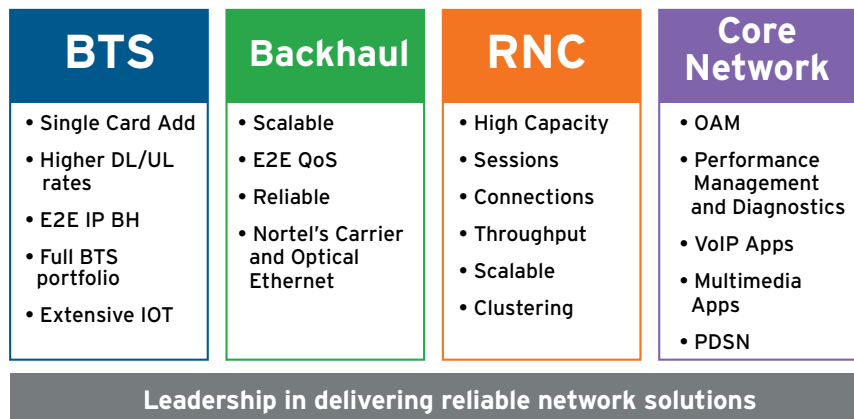 BTS
• Single Card Add
• Higher DL/UL
rates
• E2E IP BH
• Full BTS
portfolio
• Extensive IOT
Backhaul
• Scalable
• E2E QoS
• Reliable
• Nortel's Carrier
and Optical
Ethernet
RNC
• High Capacity
• Sessions
• Connections
• Throughput
• Scalable
• Clustering
Core
Network
• OAM
• Performance
Management
and Diagnostics
• VoIP Apps
• Multimedia
Apps
• PDSN
Leadership in delivering reliable network solutions